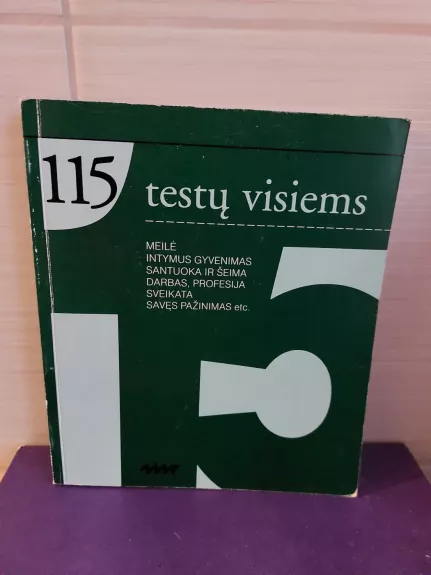 115
testų visiems
MEILĖ
INTYMUS GYVENIMAS
SANTUOKA IR ŠEIMA
DARBAS, PROFESIJA
SVEIKATA
SAVĘS PAŽINIMAS etc.